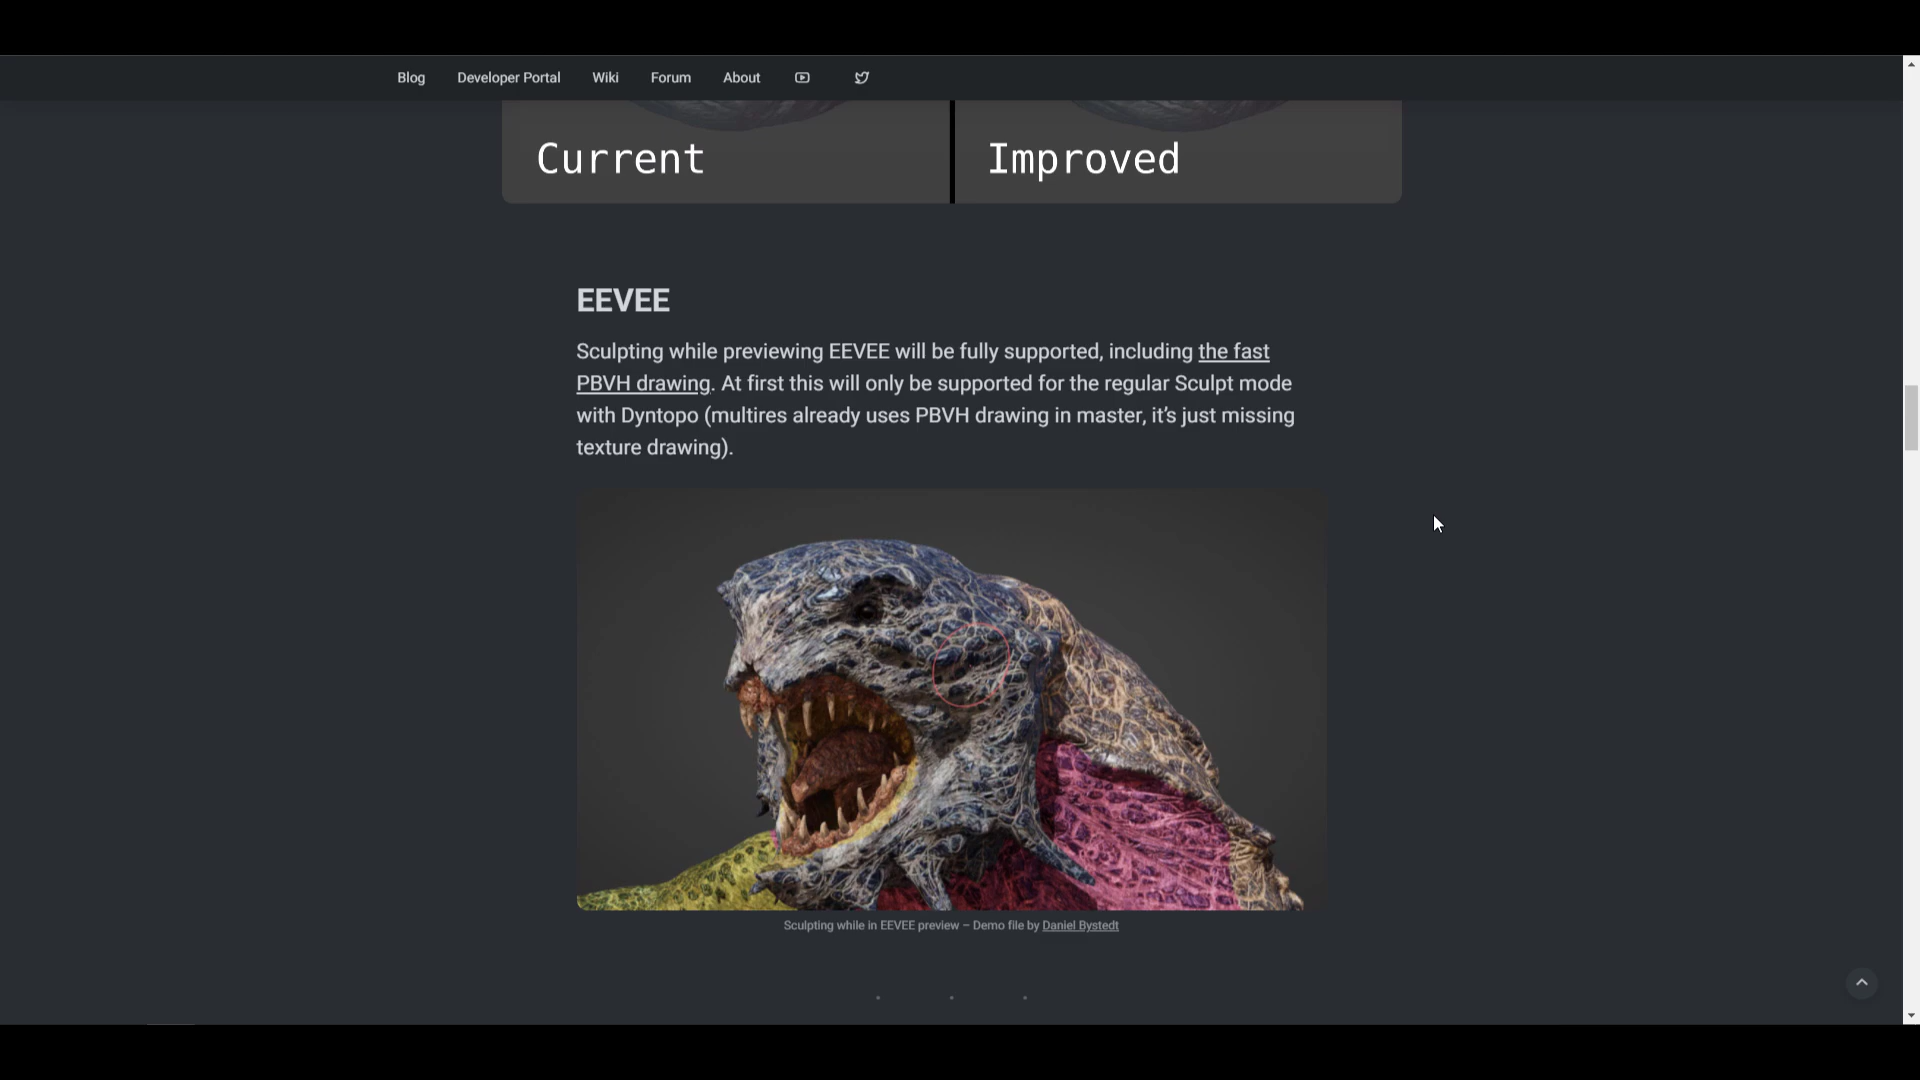 Blog Developer Portal Wiki Forum About
Current Improved
EEVEE
Sculpting while previewing EEVEE will be fully supported, including the fast
PBVH drawing. At first this will only be supported for the regular Sculpt mode
with Dyntopo (multires already uses PBVH drawing in master, it’s just missing
texture drawing).
Sculpting while in EEVEE preview – Demo file by Daniel Bystedt